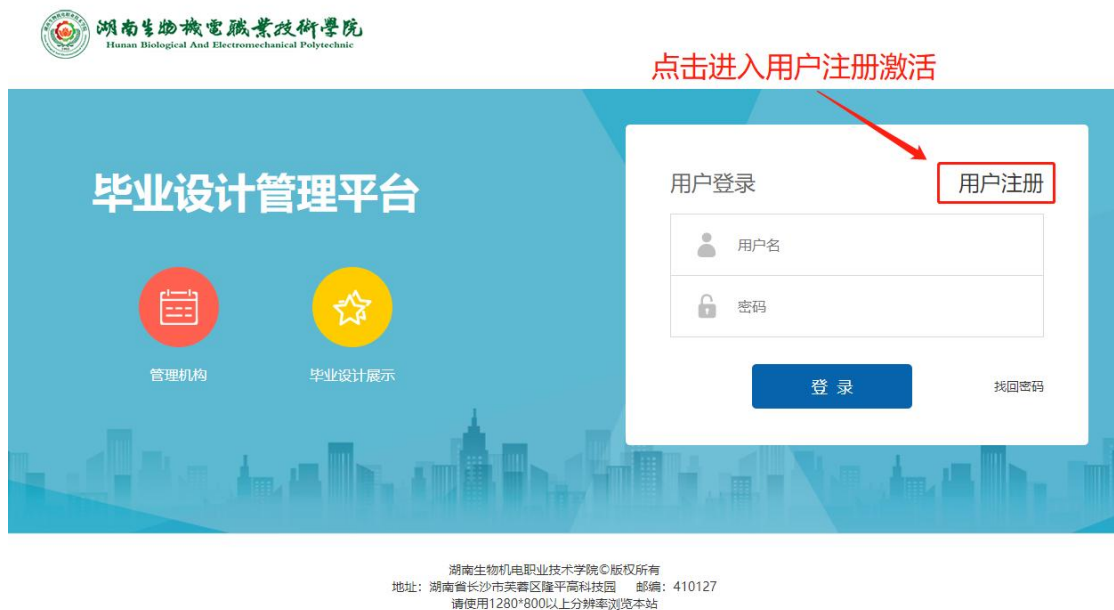 湖南生物機電職業技術學院
Hunan Biological And Electromechanical Polytechnic
点击进入用户注册激活
毕业设计管理平台
管理机构
毕业设计展示
用户登录
用户注册
用户名
密码
登 录
找回密码
湖南生物机电职业技术学院©版权所有
地址：湖南省长沙市芙蓉区隆平高科技园 邮编：410127
请使用1280*800以上分辨率浏览本站